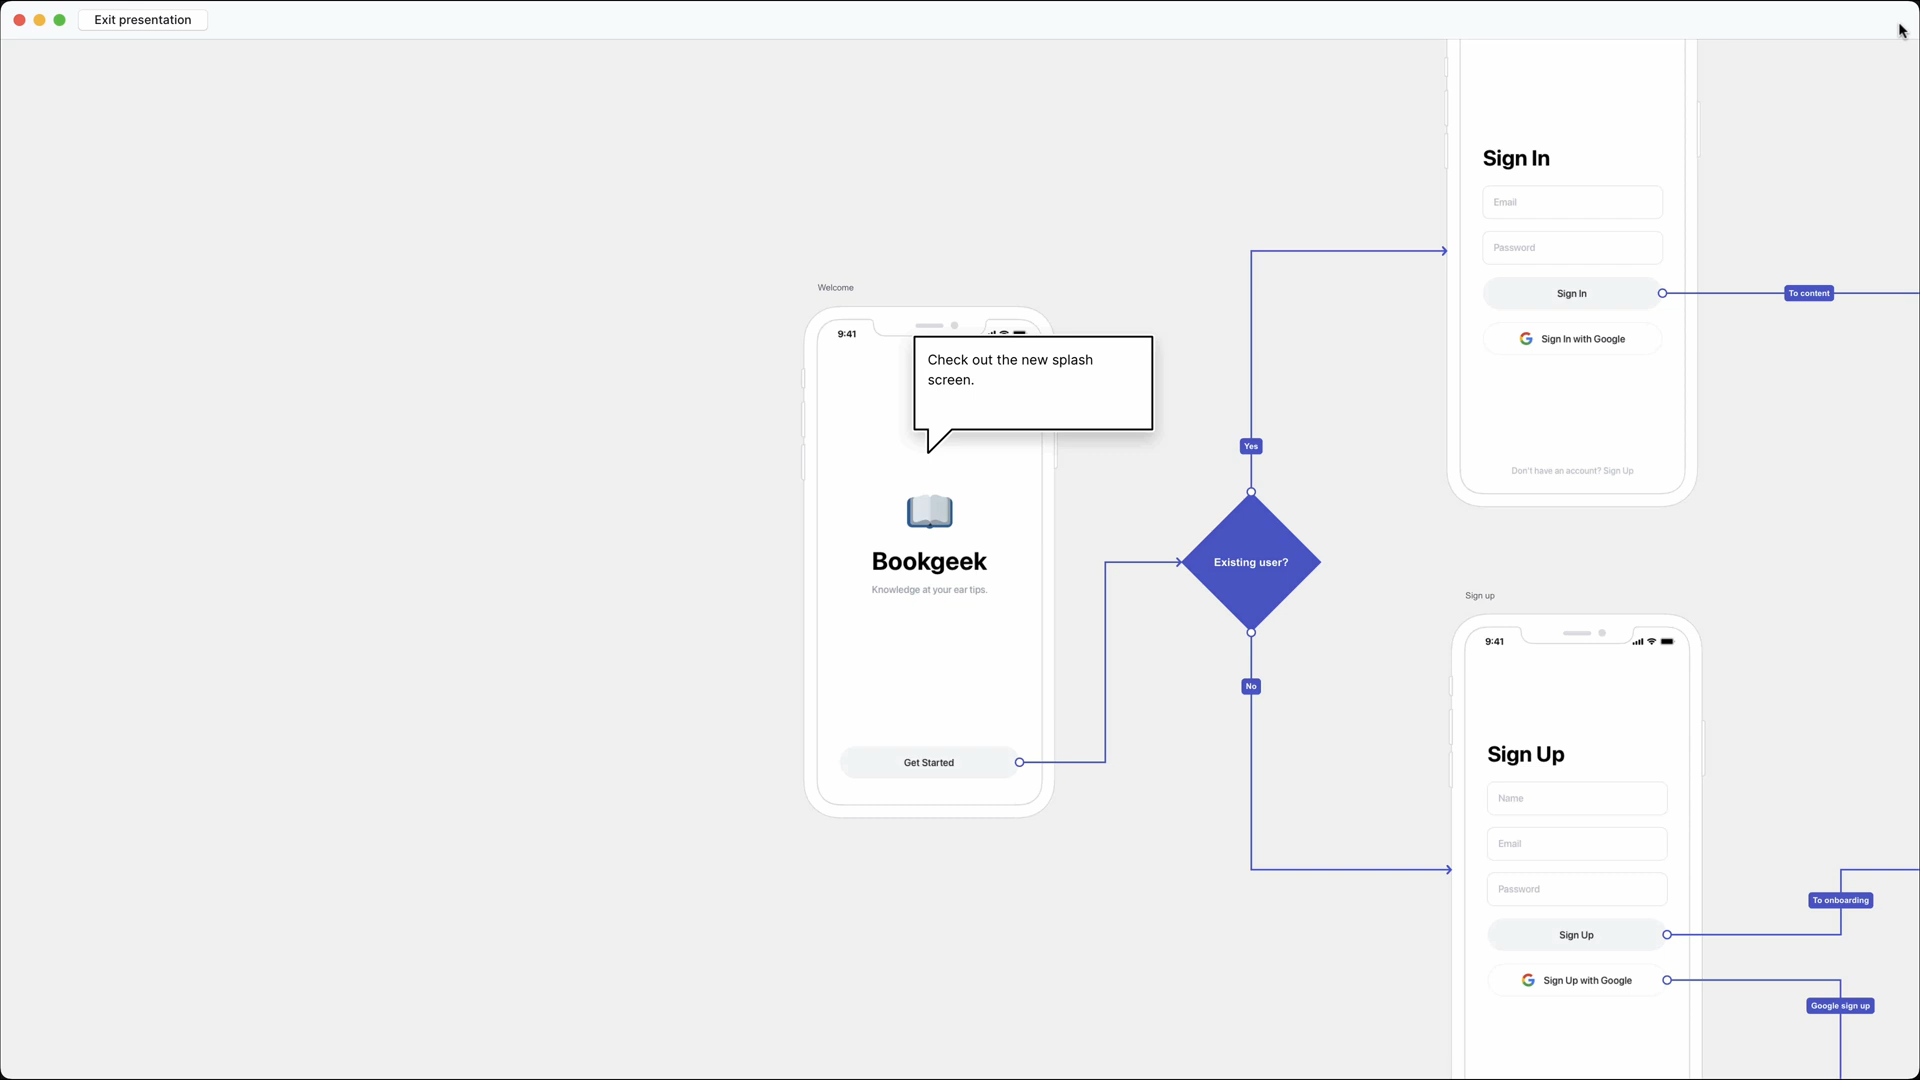 Exit presentation
Welcome
9:41
Check out the new splash
screen.
Bookgeek
Knowledge at your ear tips.
Get Started
Yes
Existing user?
No
Sign In
Email
Password
Sign In
To content
Sign In with Google
Don't have an account? Sign Up
Sign up
9:41
Sign Up
Name
Email
Password
Sign Up
To onboarding
Sign Up with Google
Google sign up